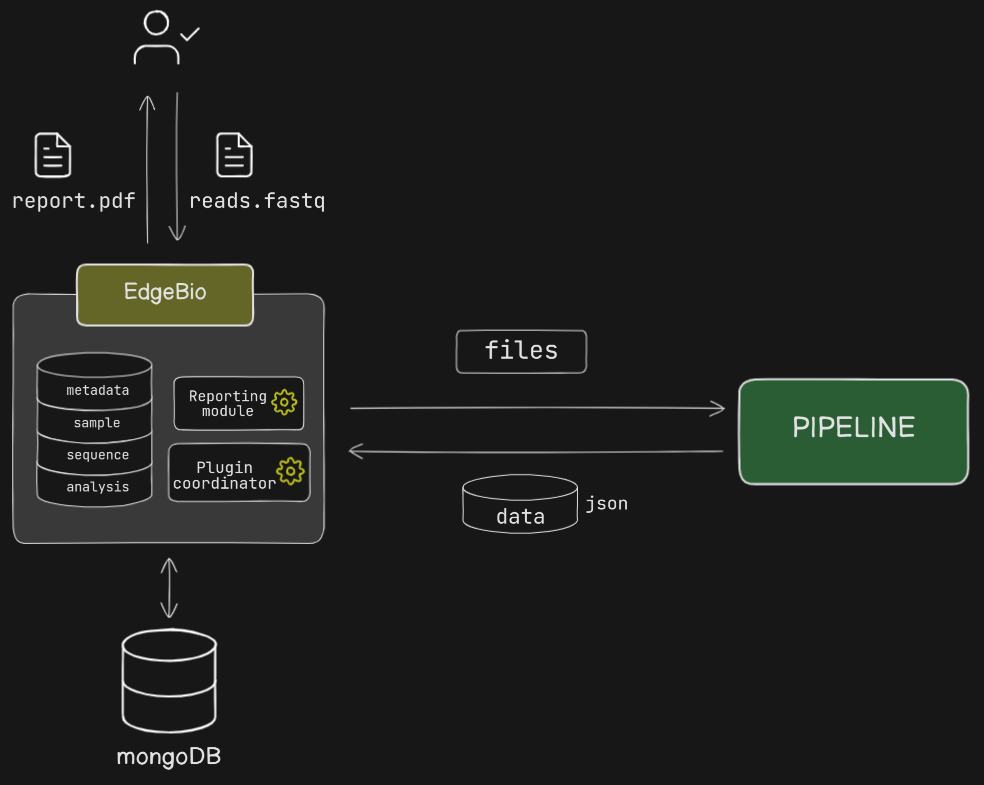 report.pdf
reads.fastq
EdgeBio
metadata
sample
sequence
analysis
Reporting
module
Plugin
coordinator
files
data
json
PIPELINE
mongoDB